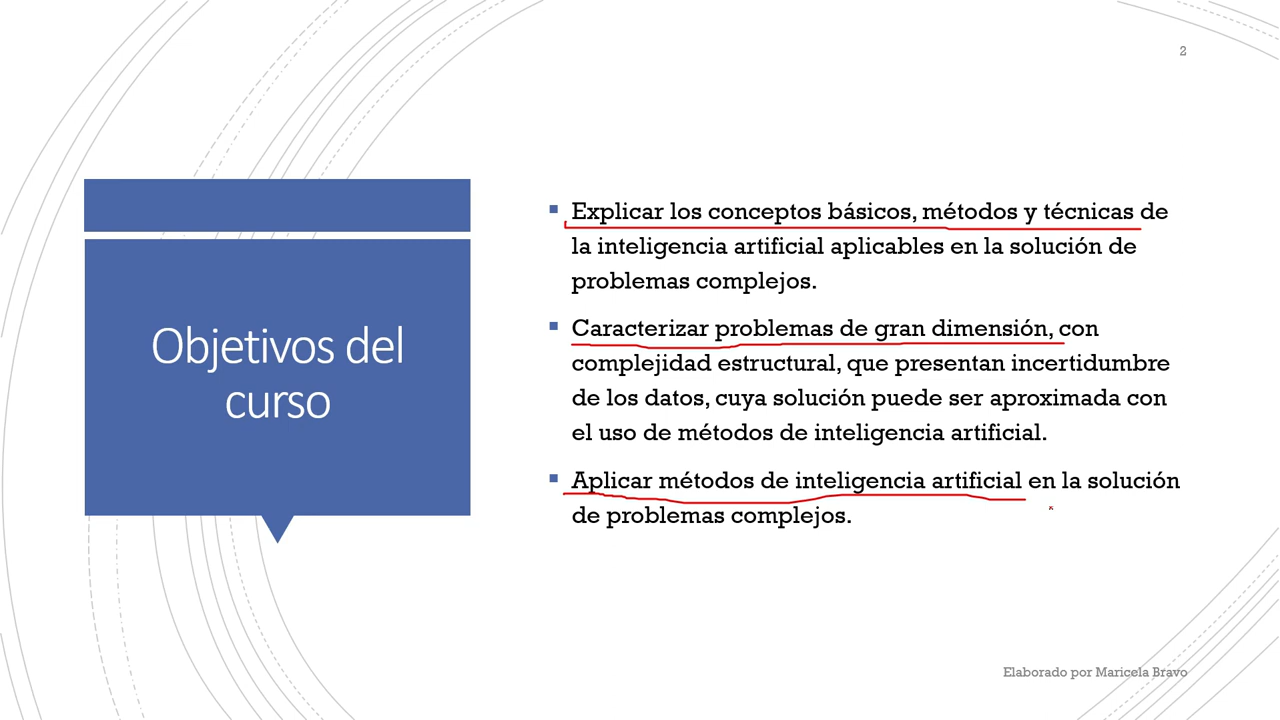 2
Objetivos del
curso
▪ Explicar los conceptos básicos, métodos y técnicas de
la inteligencia artificial aplicables en la solución de
problemas complejos.
▪ Caracterizar problemas de gran dimensión, con
complejidad estructural, que presentan incertidumbre
de los datos, cuya solución puede ser aproximada con
el uso de métodos de inteligencia artificial.
▪ Aplicar métodos de inteligencia artificial en la solución
de problemas complejos.
Elaborado por Maricela Bravo